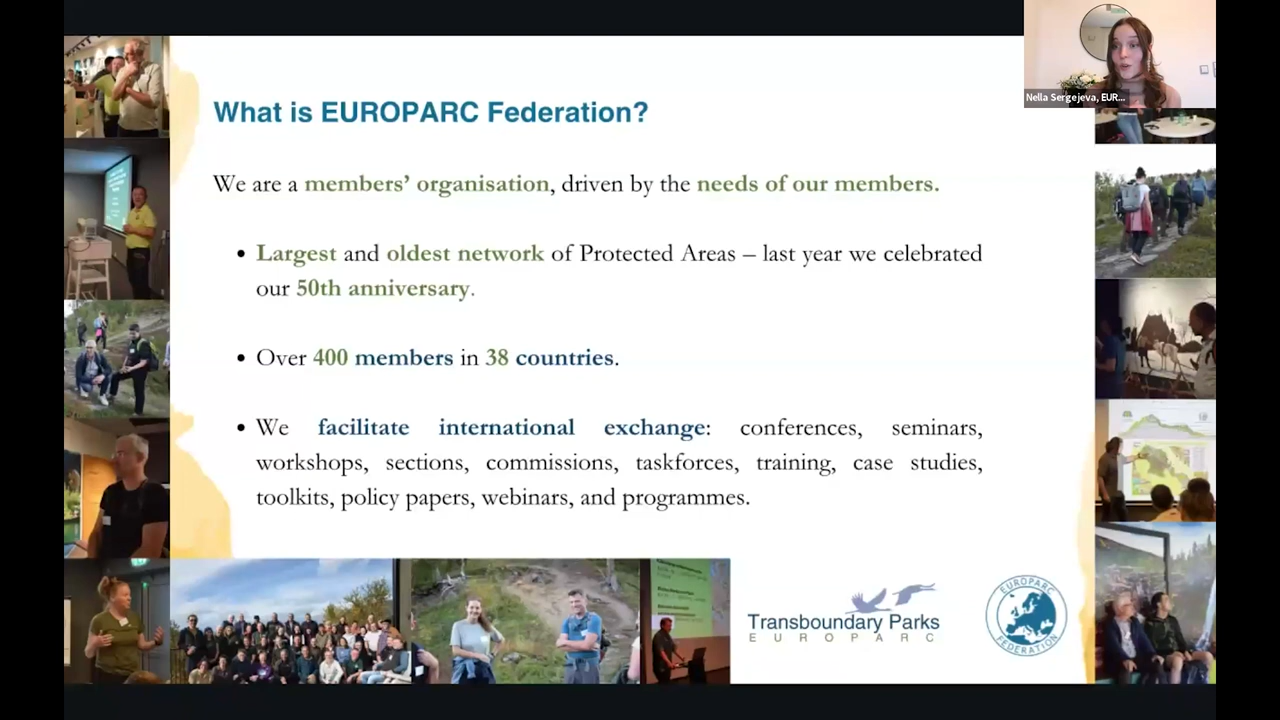 Nella Sergejeva, EUR...
What is EUROPARC Federation?
We are a members’ organisation, driven by the needs of our members.
• Largest and oldest network of Protected Areas – last year we celebrated
our 50th anniversary.
• Over 400 members in 38 countries.
• We facilitate international exchange: conferences, seminars,
workshops, sections, commissions, taskforces, training, case studies,
toolkits, policy papers, webinars, and programmes.
Transboundary Parks
EUROPARC
EUROPARC
FEDERATION